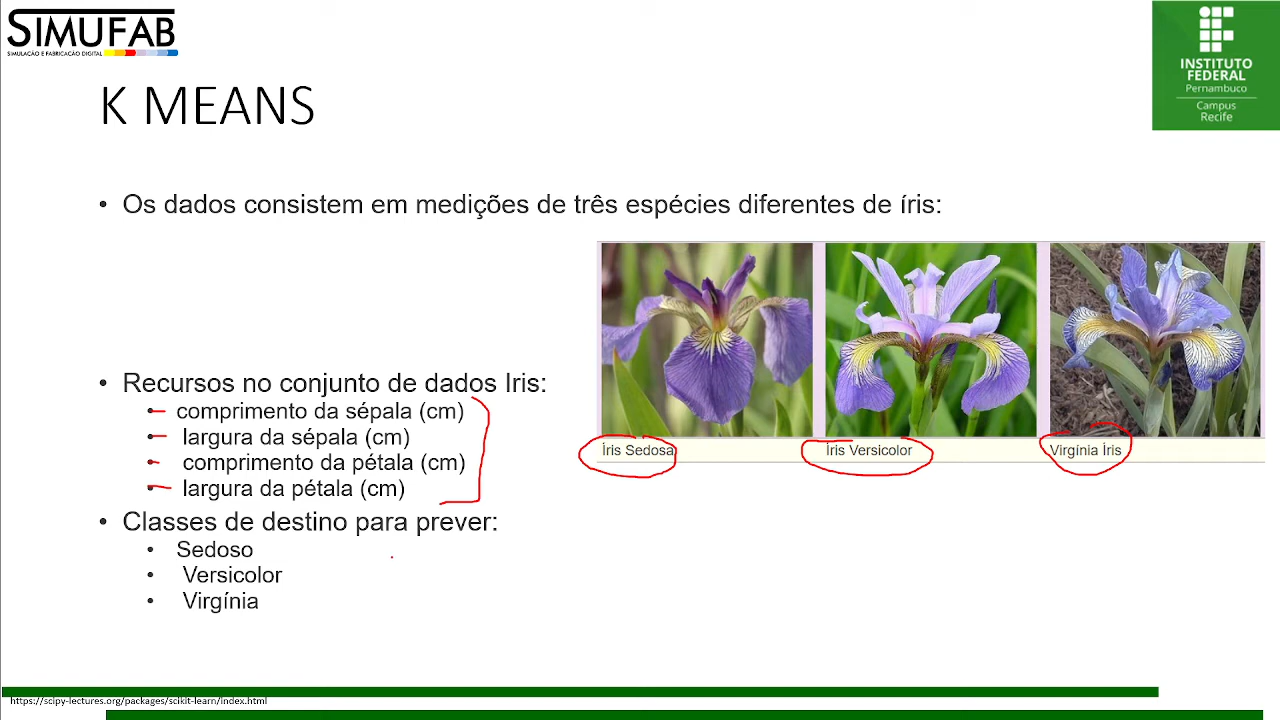 SIMUFAB
SIMULAÇÃO E FABRICAÇÃO DIGITAL
INSTITUTO
FEDERAL
Pernambuco
Campus
Recife
K MEANS
• Os dados consistem em medições de três espécies diferentes de íris:
Íris Sedosa
Íris Versicolor
Virgínia Íris
• Recursos no conjunto de dados Iris:
• comprimento da sépala (cm)
• largura da sépala (cm)
• comprimento da pétala (cm)
• largura da pétala (cm)
• Classes de destino para prever:
• Sedoso
• Versicolor
• Virgínia
https://scipy-lectures.org/packages/scikit-learn/index.html